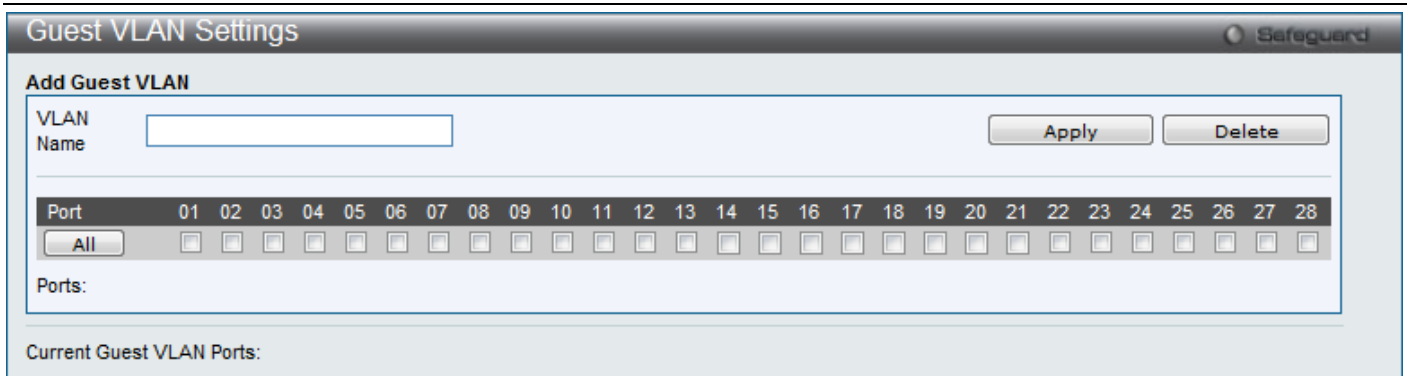 Guest VLAN Settings
Safeguard
Add Guest VLAN
VLAN
Name
Apply
Delete
Port 01 02 03 04 05 06 07 08 09 10 11 12 13 14 15 16 17 18 19 20 21 22 23 24 25 26 27 28
All
Ports:
Current Guest VLAN Ports: